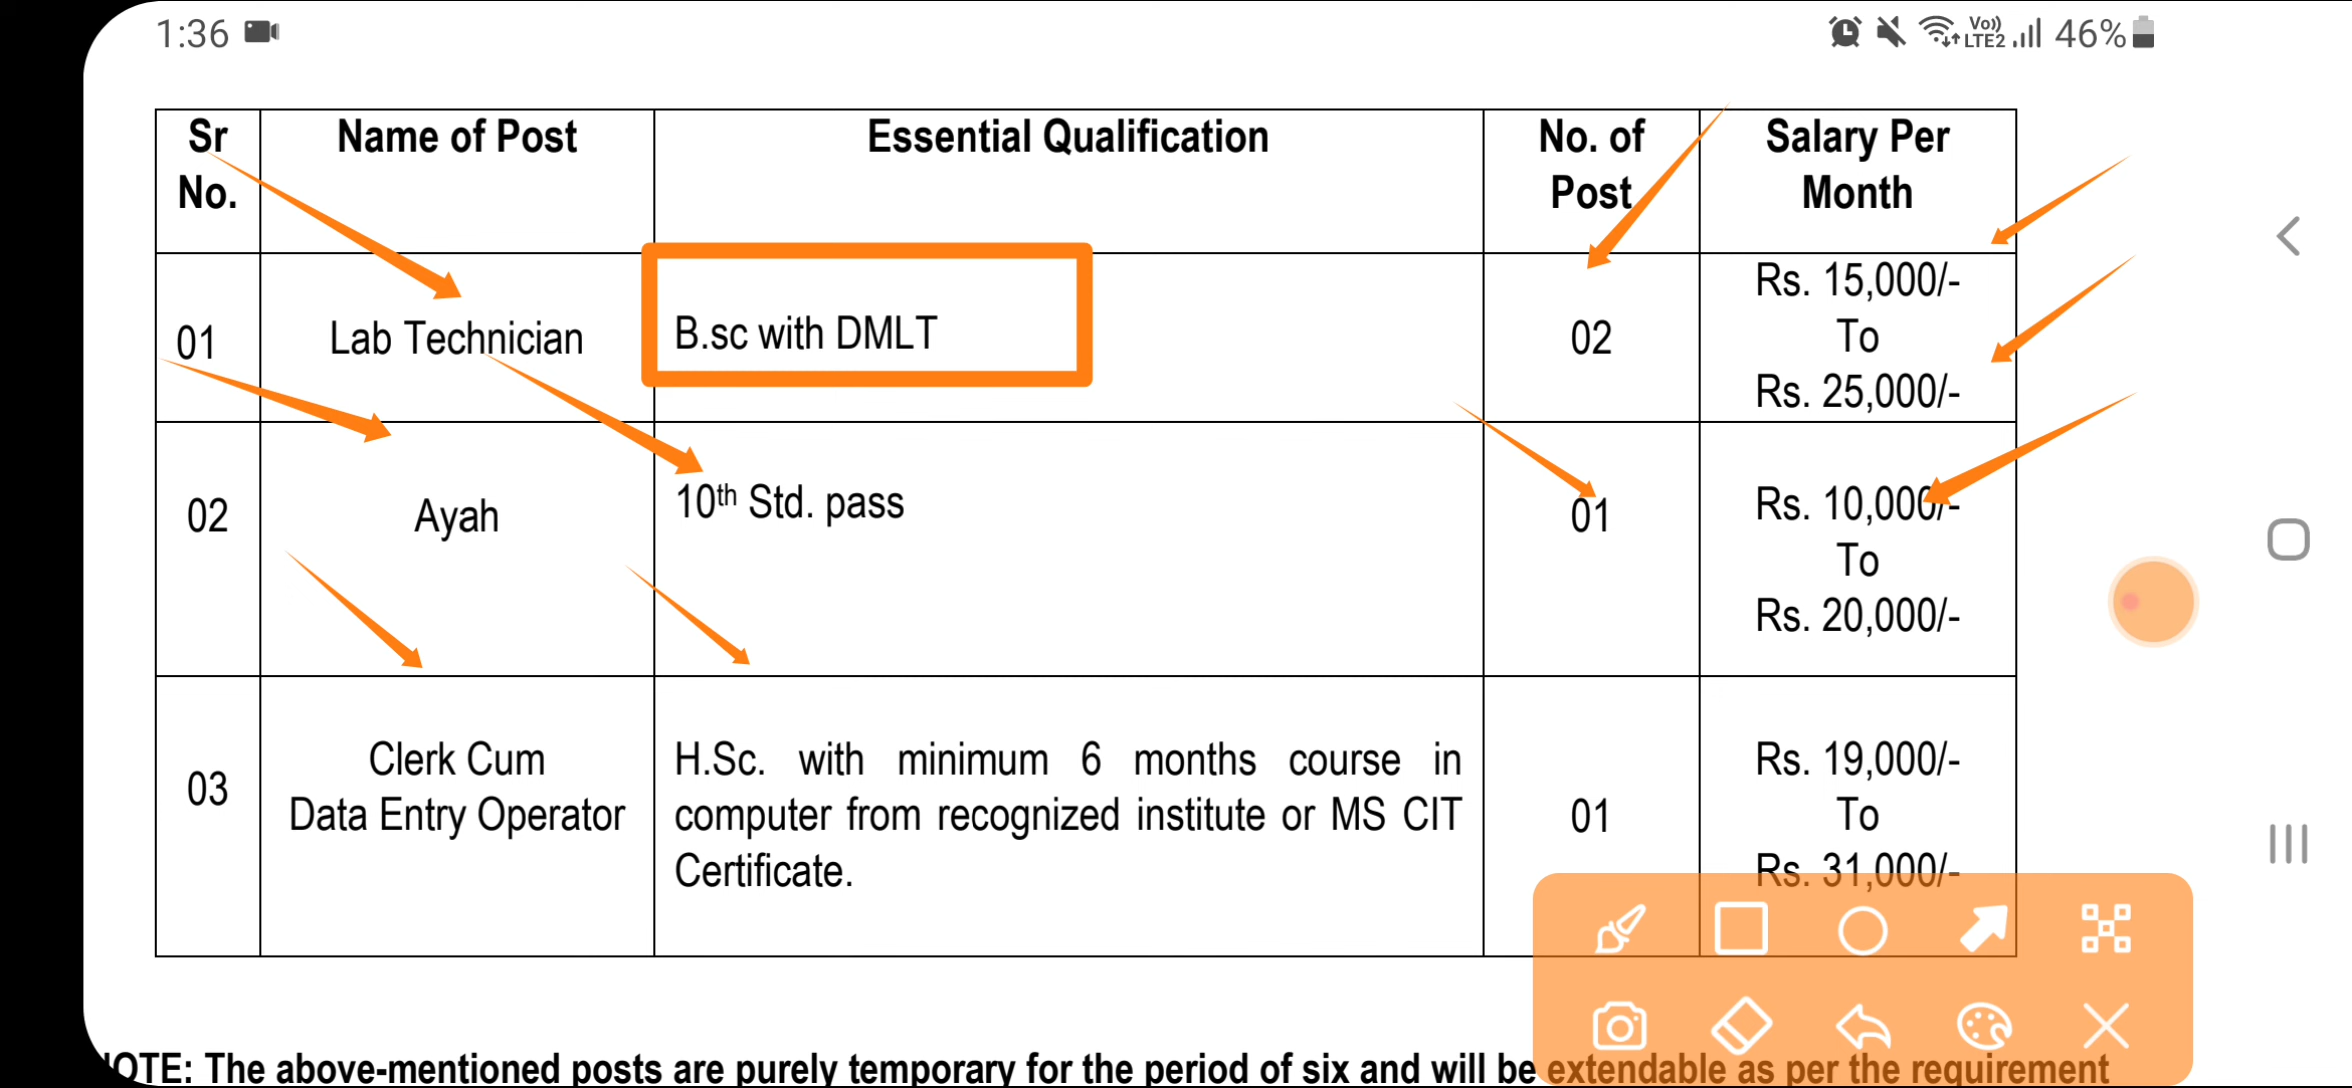 1:36
Vo)) LTE2 46%
Sr No. Name of Post Essential Qualification No. of Post Salary Per Month
01 Lab Technician B.sc with DMLT 02 Rs. 15,000/- To Rs. 25,000/-
02 Ayah 10th Std. pass 01 Rs. 10,000/- To Rs. 20,000/-
03 Clerk Cum Data Entry Operator H.Sc. with minimum 6 months course in computer from recognized institute or MS CIT Certificate. 01 Rs. 19,000/- To Rs. 31,000/-
OTE: The above-mentioned posts are purely temporary for the period of six and will be extendable as per the requirement